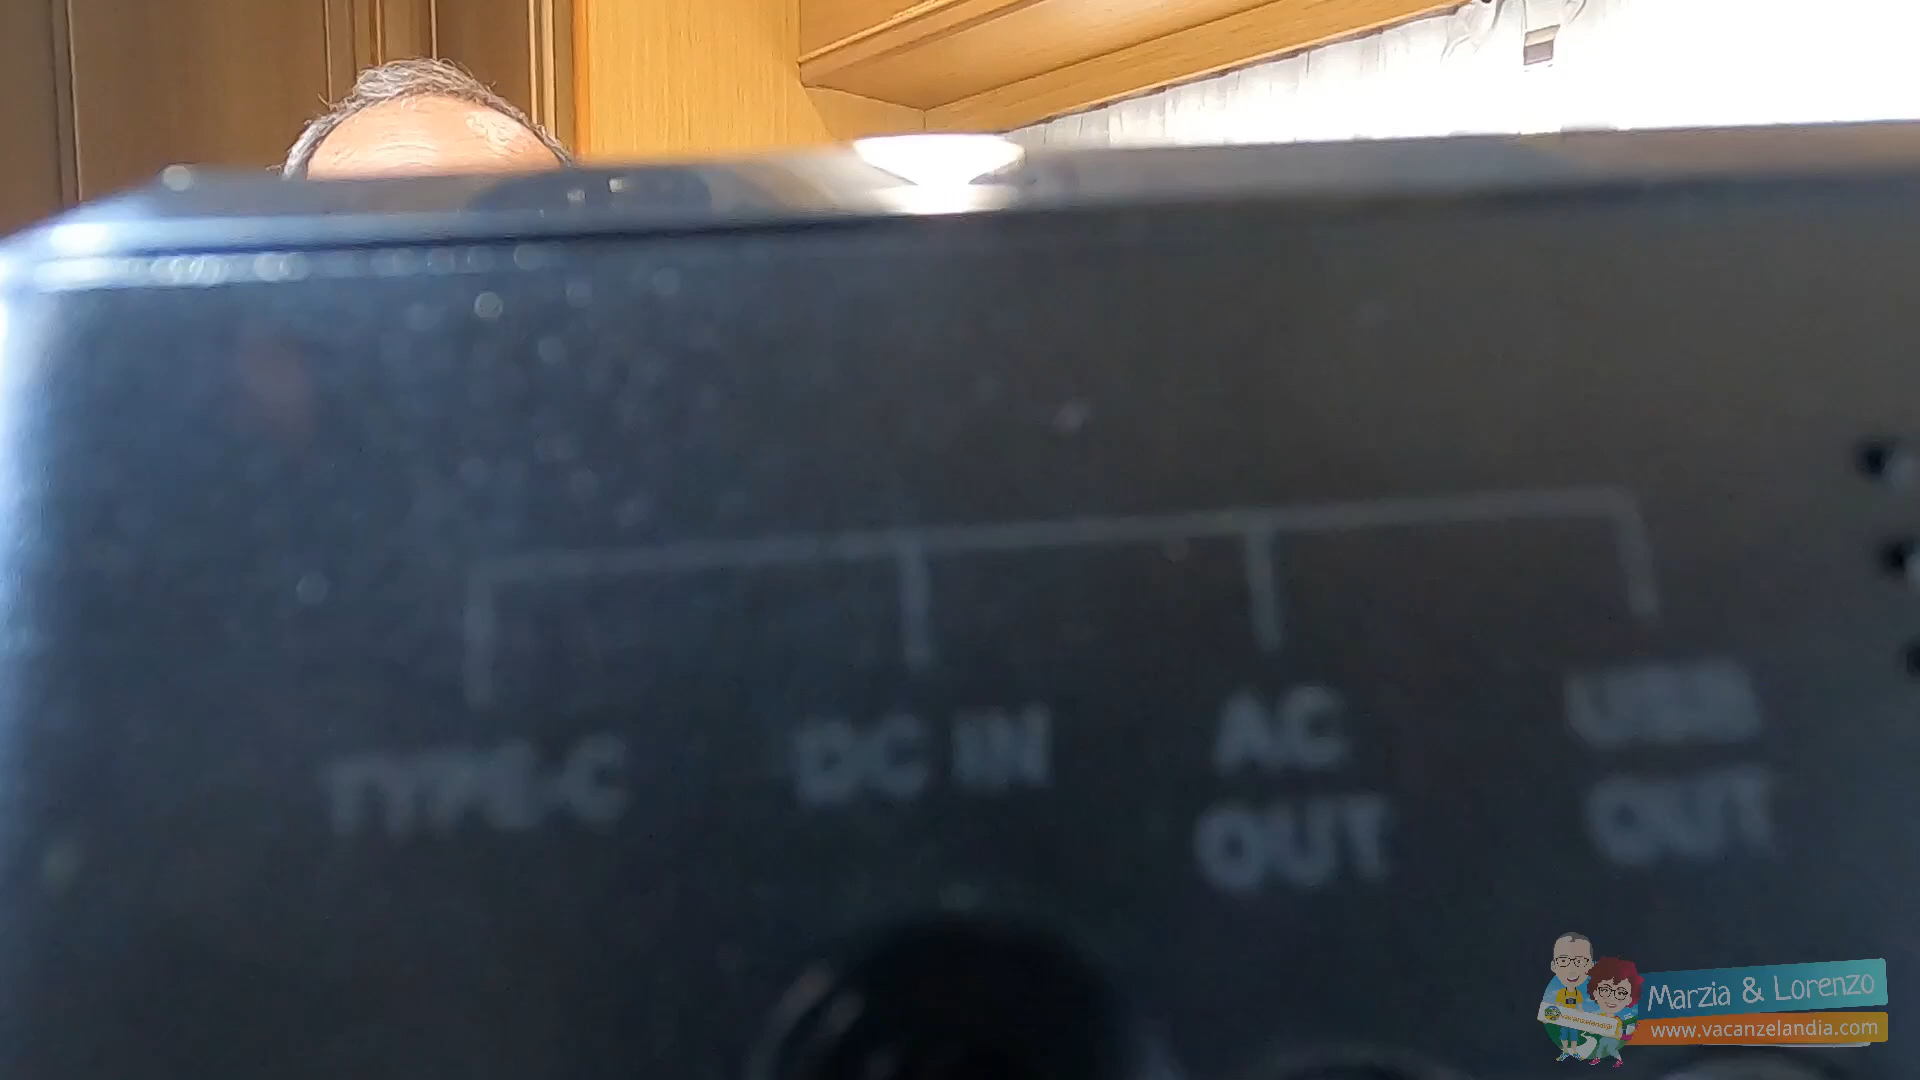 TYPE-C
DC IN
AC
OUT
USB
OUT
Marzia & Lorenzo
www.vacanzelandia.com